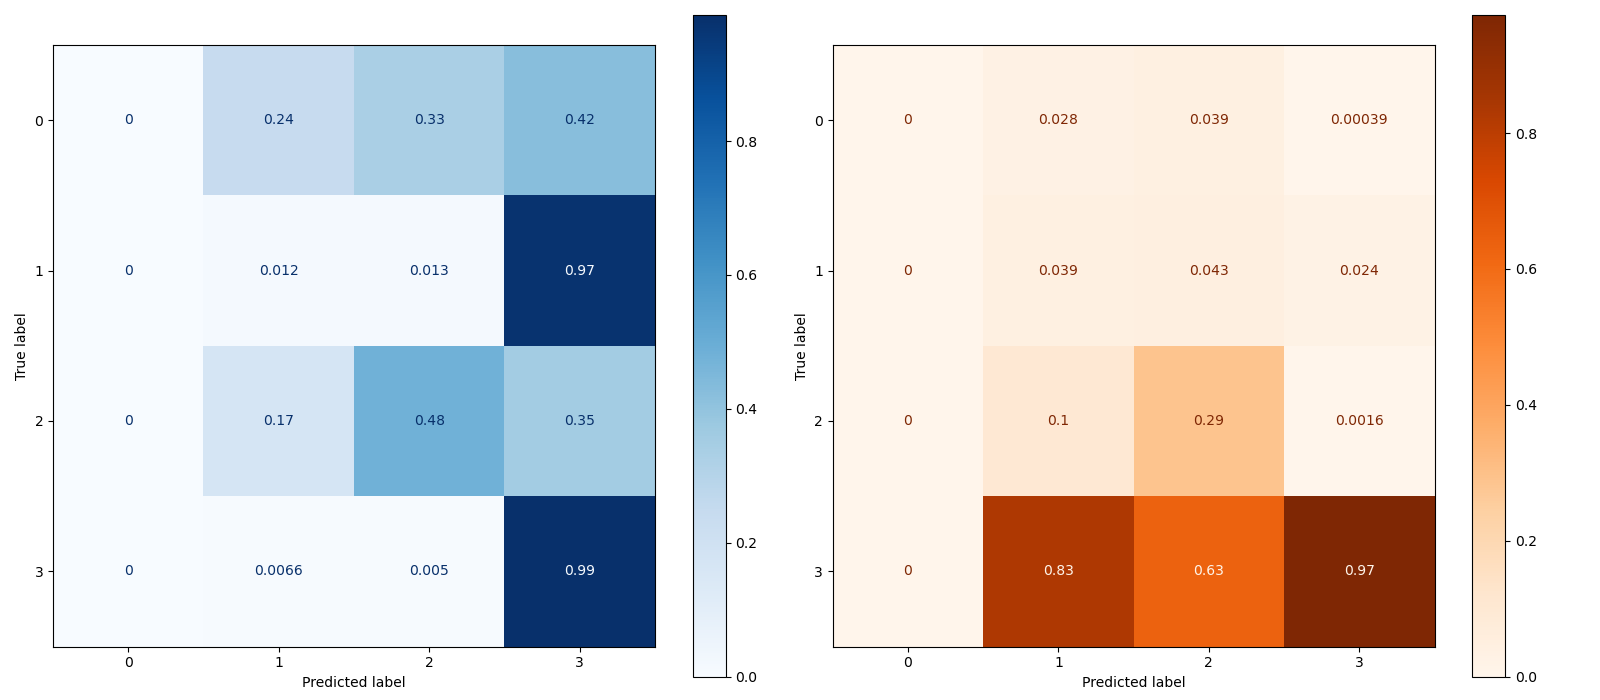 0 0 0.24 0.33 0.42
1 0 0.012 0.013 0.97
2 0 0.17 0.48 0.35
3 0 0.0066 0.005 0.99
0 1 2 3
True label
Predicted label
0.8
0.6
0.4
0.2
0.0
0 0 0.028 0.039 0.00039
1 0 0.039 0.043 0.024
2 0 0.1 0.29 0.0016
3 0 0.83 0.63 0.97
0 1 2 3
True label
Predicted label
0.8
0.6
0.4
0.2
0.0